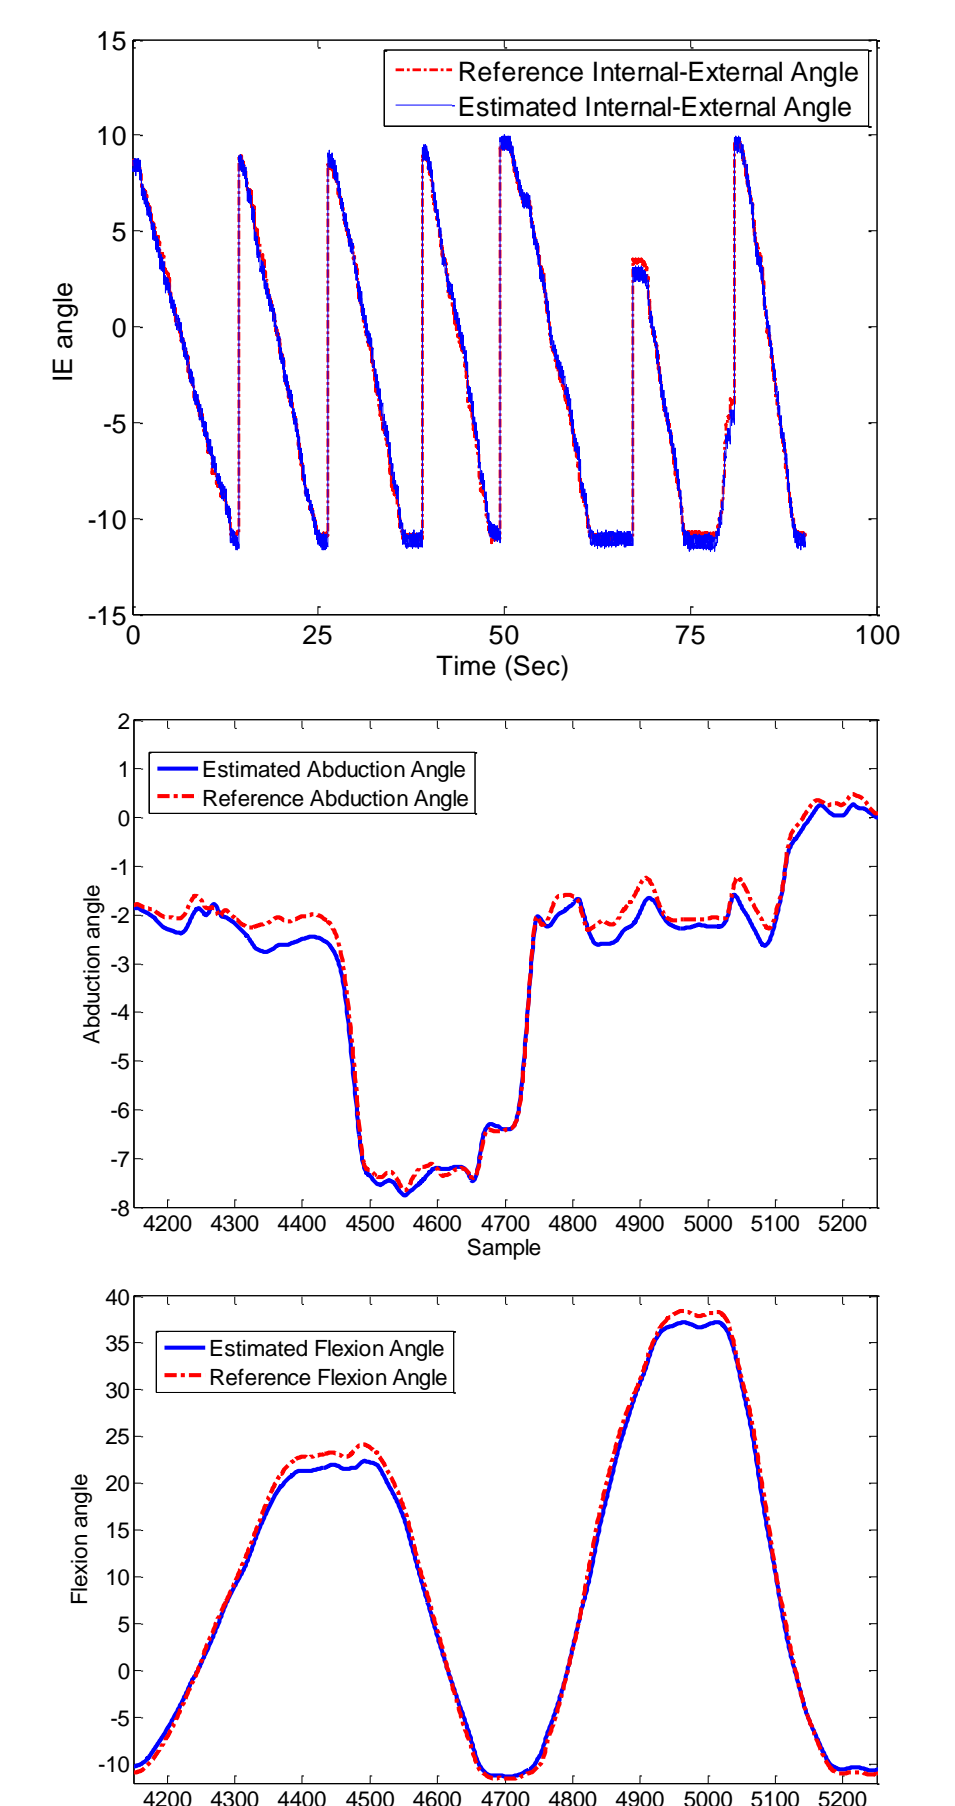 15
Reference Internal-External Angle
Estimated Internal-External Angle
10
5
0
-5
-10
-15
IE angle
0 25 50 75 100
Time (Sec)
2
1
0
-1
-2
-3
-4
-5
-6
-7
-8
Estimated Abduction Angle
Reference Abduction Angle
Abduction angle
4200 4300 4400 4500 4600 4700 4800 4900 5000 5100 5200
Sample
40
35
30
25
20
15
10
5
0
-5
-10
Estimated Flexion Angle
Reference Flexion Angle
Flexion angle
4200 4300 4400 4500 4600 4700 4800 4900 5000 5100 5200